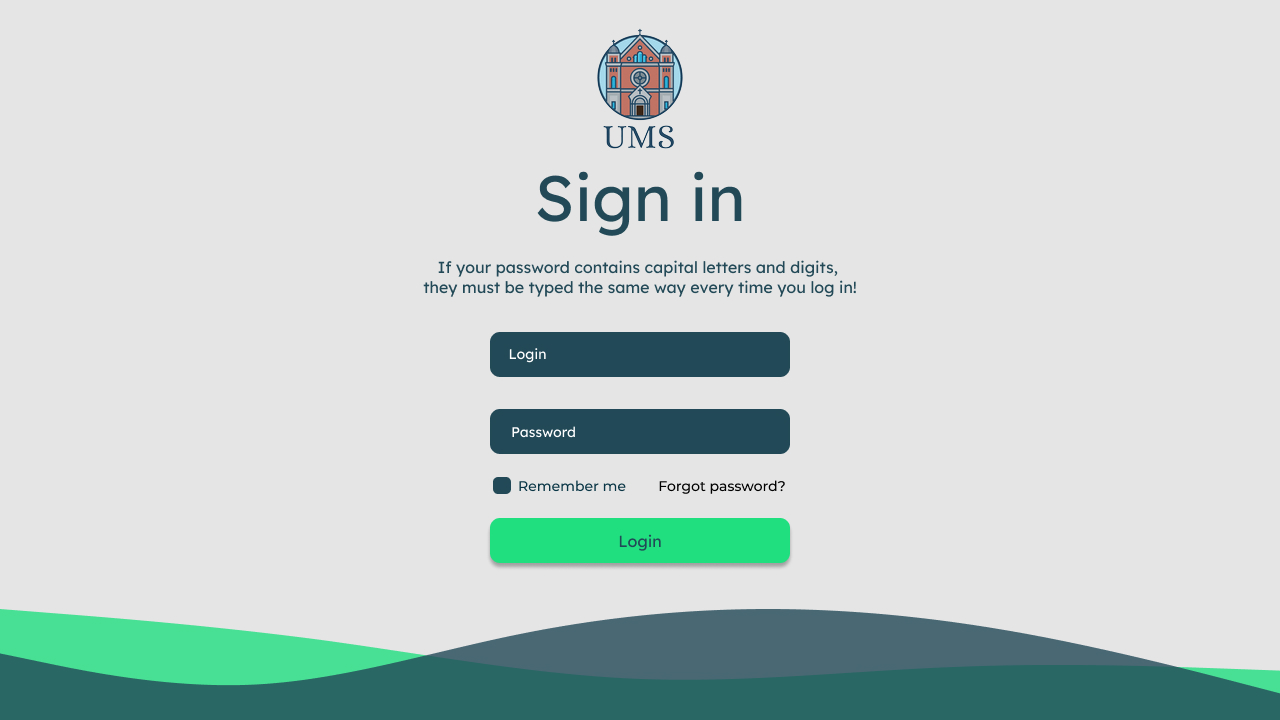 UMS
Sign in
If your password contains capital letters and digits,
they must be typed the same way every time you log in!
Login
Password
Remember me Forgot password?
Login